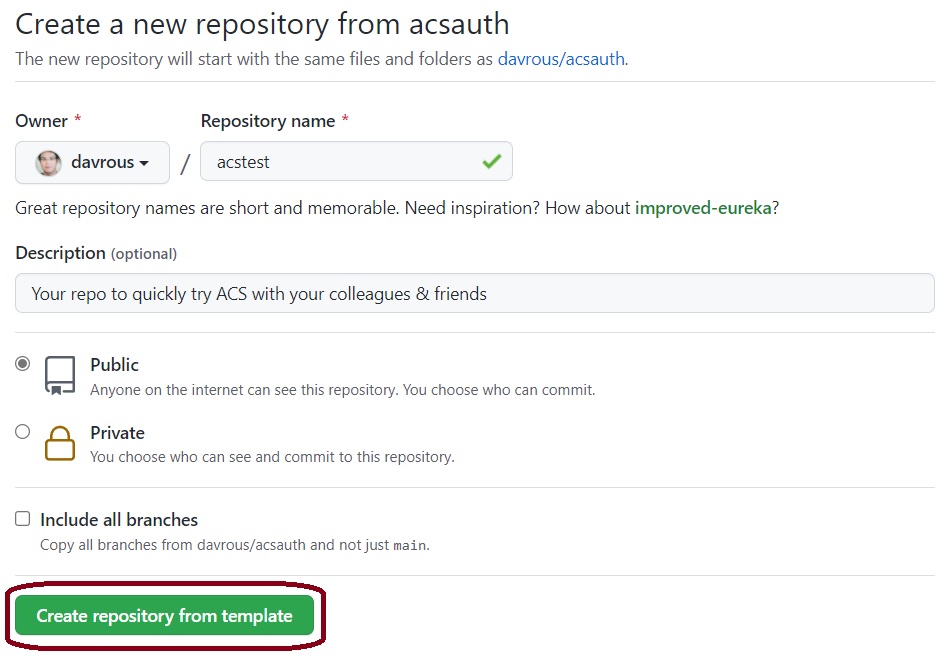 Create a new repository from acsauth
The new repository will start with the same files and folders as davrous/acsauth.
Owner * Repository name *
davrous / acstest
Great repository names are short and memorable. Need inspiration? How about improved-eureka?
Description (optional)
Your repo to quickly try ACS with your colleagues & friends
Public
Anyone on the internet can see this repository. You choose who can commit.
Private
You choose who can see and commit to this repository.
Include all branches
Copy all branches from davrous/acsauth and not just main.
Create repository from template